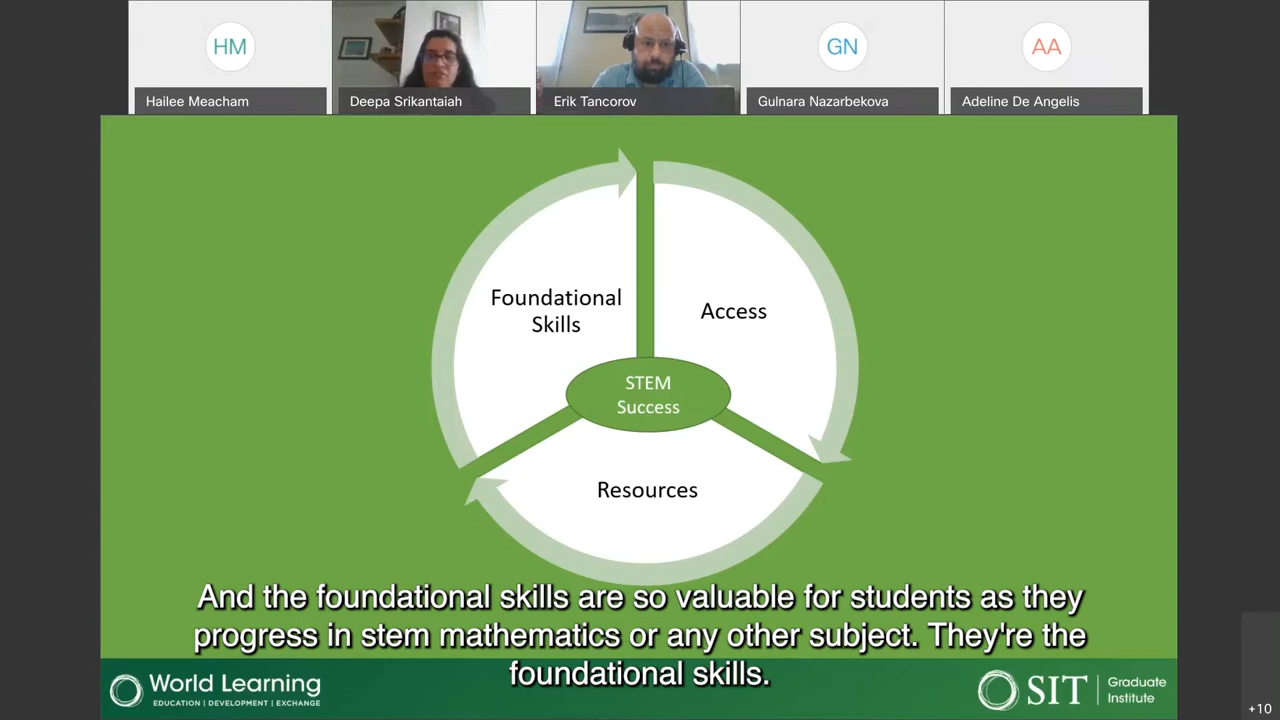 HM
GN
AA
Hailee Meacham
Deepa Srikantaiah
Erik Tancorov
Gulnara Nazarbekova
Adeline De Angelis
Foundational
Skills
Access
STEM
Success
Resources
And the foundational skills are so valuable for students as they
progress in stem mathematics or any other subject. They're the
foundational skills.
World Learning
EDUCATION | DEVELOPMENT | EXCHANGE
SIT
Graduate
Institute
+10